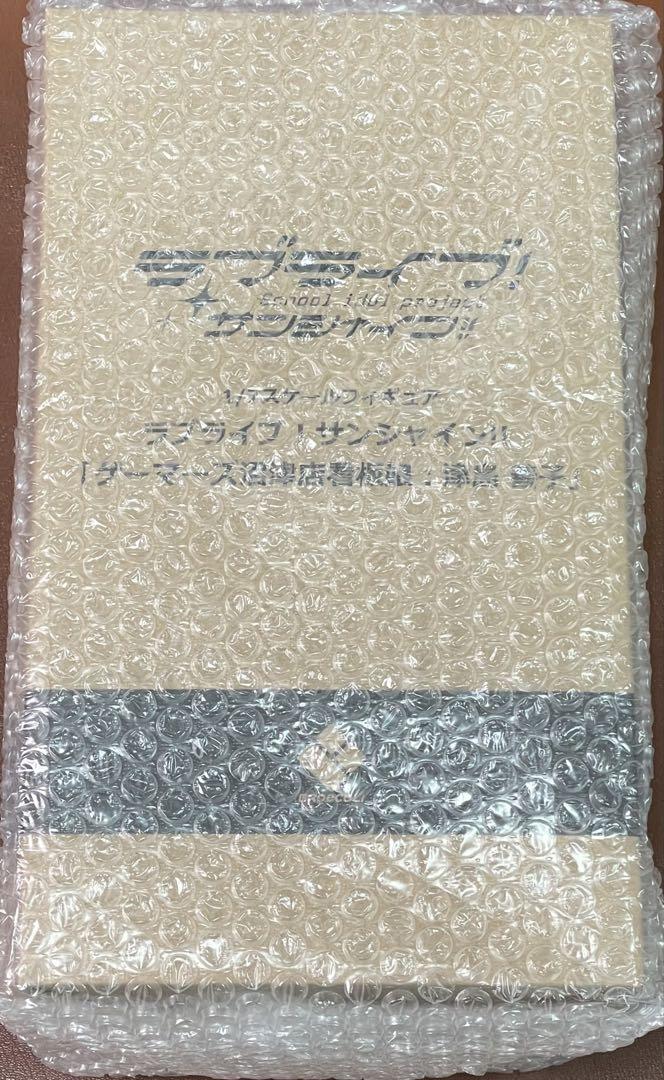 ラブライブ!
School idol project
サンシャイン!!
1/7スケールフィギュア
ラブライブ！サンシャイン!!
「ゲーマーズ沼津店看板娘：津島 善子」